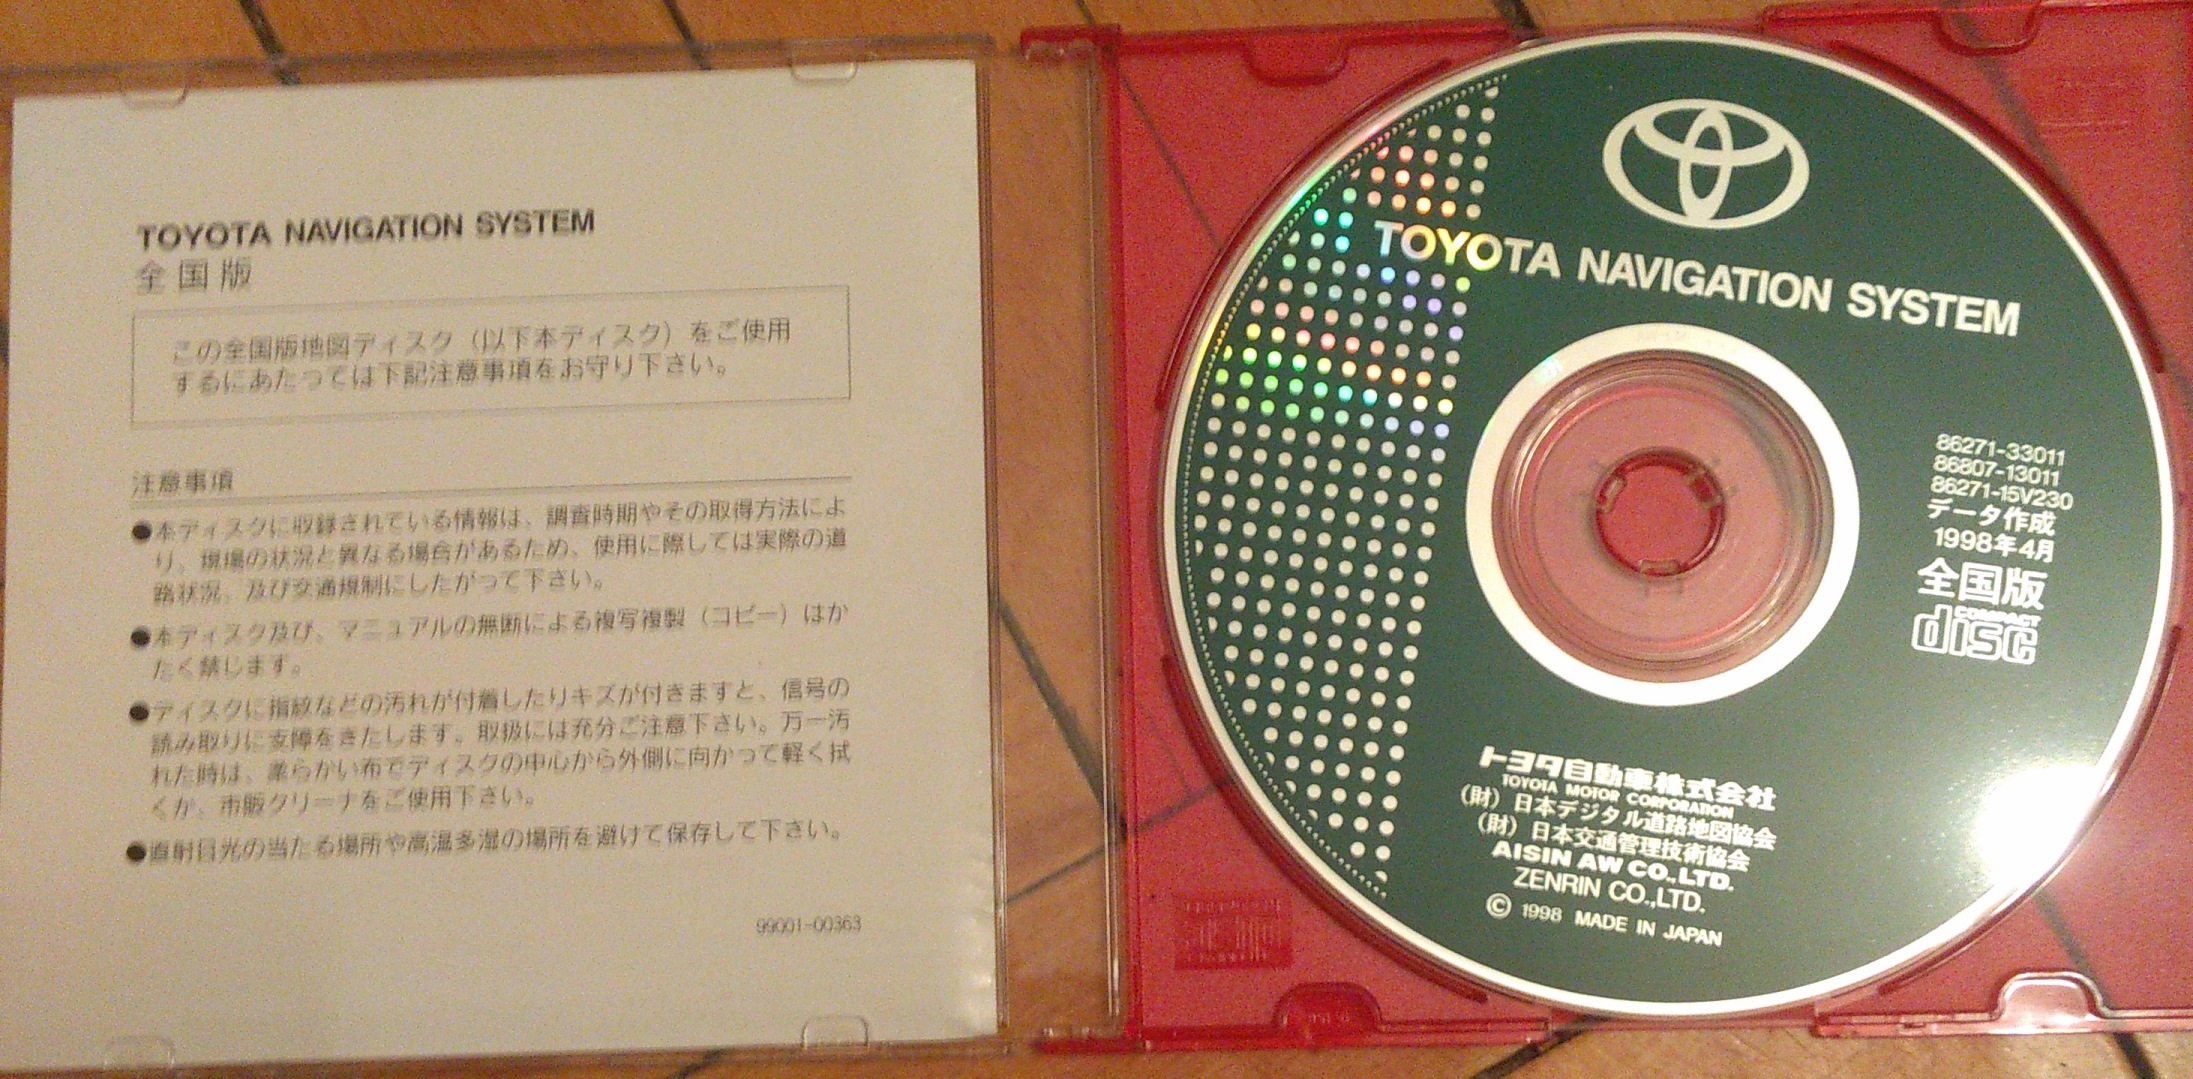 TOYOTA NAVIGATION SYSTEM
全国版
この全国版地図ディスク（以下本ディスク）をご使用
するにあたっては下記注意事項をお守り下さい。
注意事項
●本ディスクに収録されている情報は、調査時期やその取得方法によ
り、現場の状況と異なる場合があるため、使用に際しては実際の道
路状況、及び交通規制にしたがって下さい。
●本ディスク及び、マニュアルの無断による複写複製（コピー）はか
たく禁じます。
●ディスクに指紋などの汚れが付着したりキズが付きますと、信号の
読み取りに支障をきたします。取扱には充分ご注意下さい。万一汚
れた時は、柔らかい布でディスクの中心から外側に向かって軽く拭
くか、市販クリーナをご使用下さい。
●直射日光の当たる場所や高温多湿の場所を避けて保存して下さい。
99001-00363
TOYOTA NAVIGATION SYSTEM
86271-33011
86807-13011
86271-15V230
データ作成
1998年4月
全国版
COMPACT
disc
トヨタ自動車株式会社
TOYOTA MOTOR CORPORATION
（財）日本デジタル道路地図協会
（財）日本交通管理技術協会
AISIN AW CO.,LTD.
ZENRIN CO.,LTD.
© 1998 MADE IN JAPAN